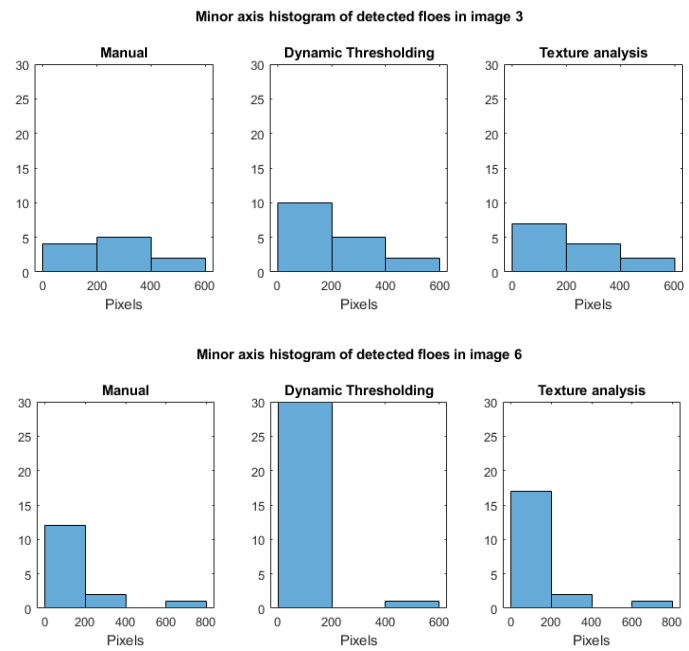 Minor axis histogram of detected floes in image 3
Manual Dynamic Thresholding Texture analysis
30 30 30
25 25 25
20 20 20
15 15 15
10 10 10
5 5 5
0 0 0
0 200 400 600 0 200 400 600 0 200 400 600
Pixels Pixels Pixels
Minor axis histogram of detected floes in image 6
Manual Dynamic Thresholding Texture analysis
30 30 30
25 25 25
20 20 20
15 15 15
10 10 10
5 5 5
0 0 0
0 200 400 600 800 0 200 400 600 0 200 400 600 800
Pixels Pixels Pixels